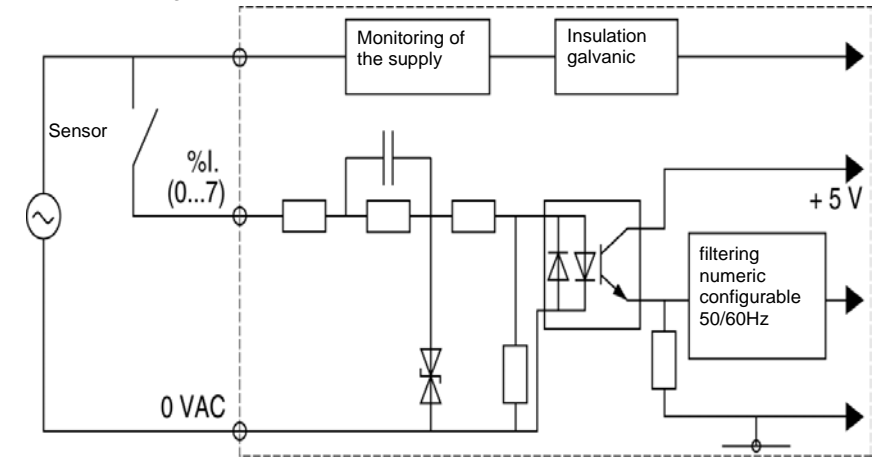 Monitoring of
the supply
Insulation
galvanic
Sensor
%I.
(0...7)
+ 5 V
filtering
numeric
configurable
50/60Hz
0 VAC